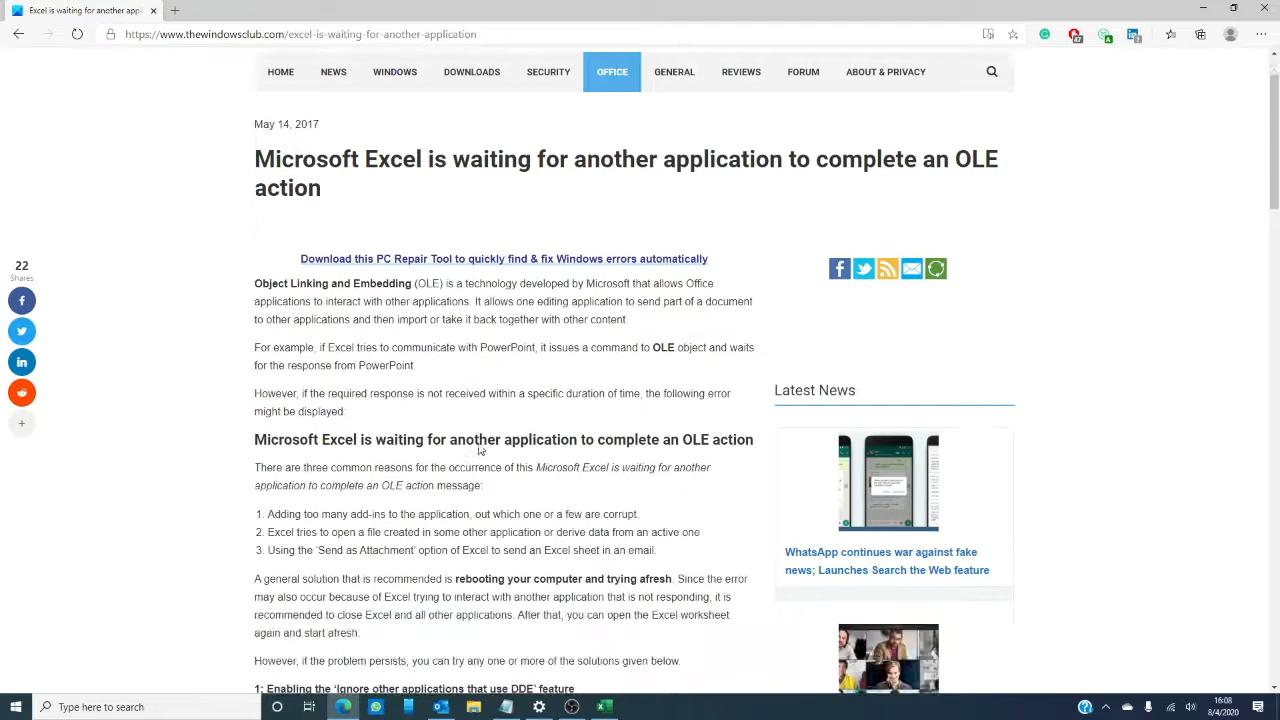 Excel is waiting for another app
https://www.thewindowsclub.com/excel-is-waiting-for-another-application
HOME NEWS WINDOWS DOWNLOADS SECURITY OFFICE GENERAL REVIEWS FORUM ABOUT & PRIVACY
May 14, 2017
Microsoft Excel is waiting for another application to complete an OLE
action
22
Shares
Download this PC Repair Tool to quickly find & fix Windows errors automatically
Object Linking and Embedding (OLE) is a technology developed by Microsoft that allows Office
applications to interact with other applications. It allows one editing application to send part of a document
to other applications and then import or take it back together with other content.
For example, if Excel tries to communicate with PowerPoint, it issues a command to OLE object and waits
for the response from PowerPoint.
However, if the required response is not received within a specific duration of time, the following error
might be displayed:
Microsoft Excel is waiting for another application to complete an OLE action
There are three common reasons for the occurrence of this Microsoft Excel is waiting for another
application to complete an OLE action message:
1. Adding too many add-ins to the application, out which one or a few are corrupt.
2. Excel tries to open a file created in some other application or derive data from an active one
3. Using the 'Send as Attachment' option of Excel to send an Excel sheet in an email.
A general solution that is recommended is rebooting your computer and trying afresh. Since the error
may also occur because of Excel trying to interact with another application that is not responding, it is
recommended to close Excel and all other applications. After that, you can open the Excel worksheet
again and start afresh.
However, if the problem persists, you can try any one or more of the solutions given below.
1: Enabling the 'Ignore other applications that use DDE' feature
Latest News
WhatsApp continues war against fake
news; Launches Search the Web feature
Type here to search
16:08
8/4/2020